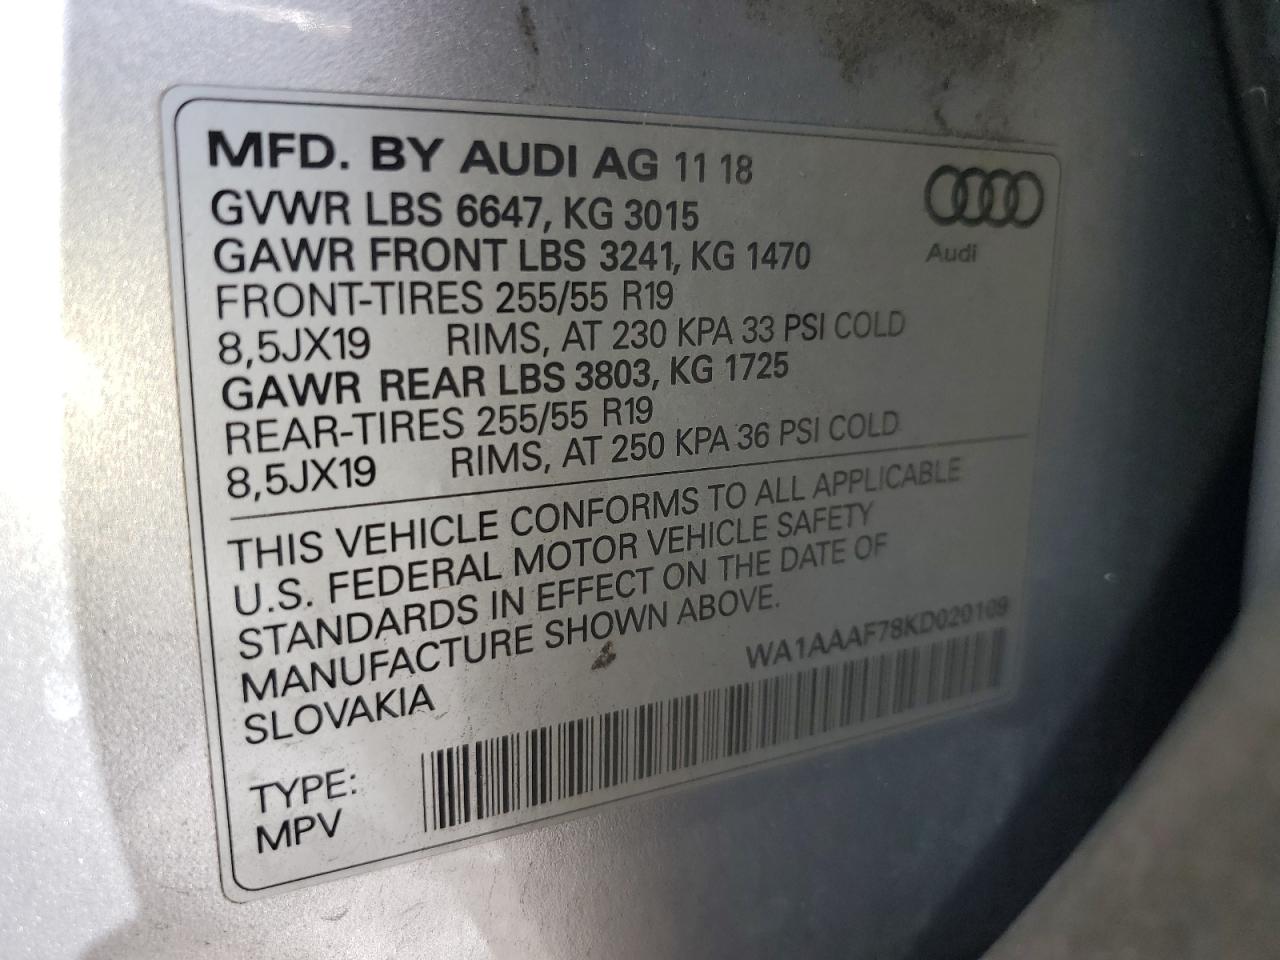 MFD. BY AUDI AG 11 18
GVWR LBS 6647, KG 3015
GAWR FRONT LBS 3241, KG 1470
FRONT-TIRES 255/55 R19
8,5JX19 RIMS, AT 230 KPA 33 PSI COLD
GAWR REAR LBS 3803, KG 1725
REAR-TIRES 255/55 R19
8,5JX19 RIMS, AT 250 KPA 36 PSI COLD
Audi
THIS VEHICLE CONFORMS TO ALL APPLICABLE
U.S. FEDERAL MOTOR VEHICLE SAFETY
STANDARDS IN EFFECT ON THE DATE OF
MANUFACTURE SHOWN ABOVE.
SLOVAKIA
WA1AAAF78KD020109
TYPE:
MPV